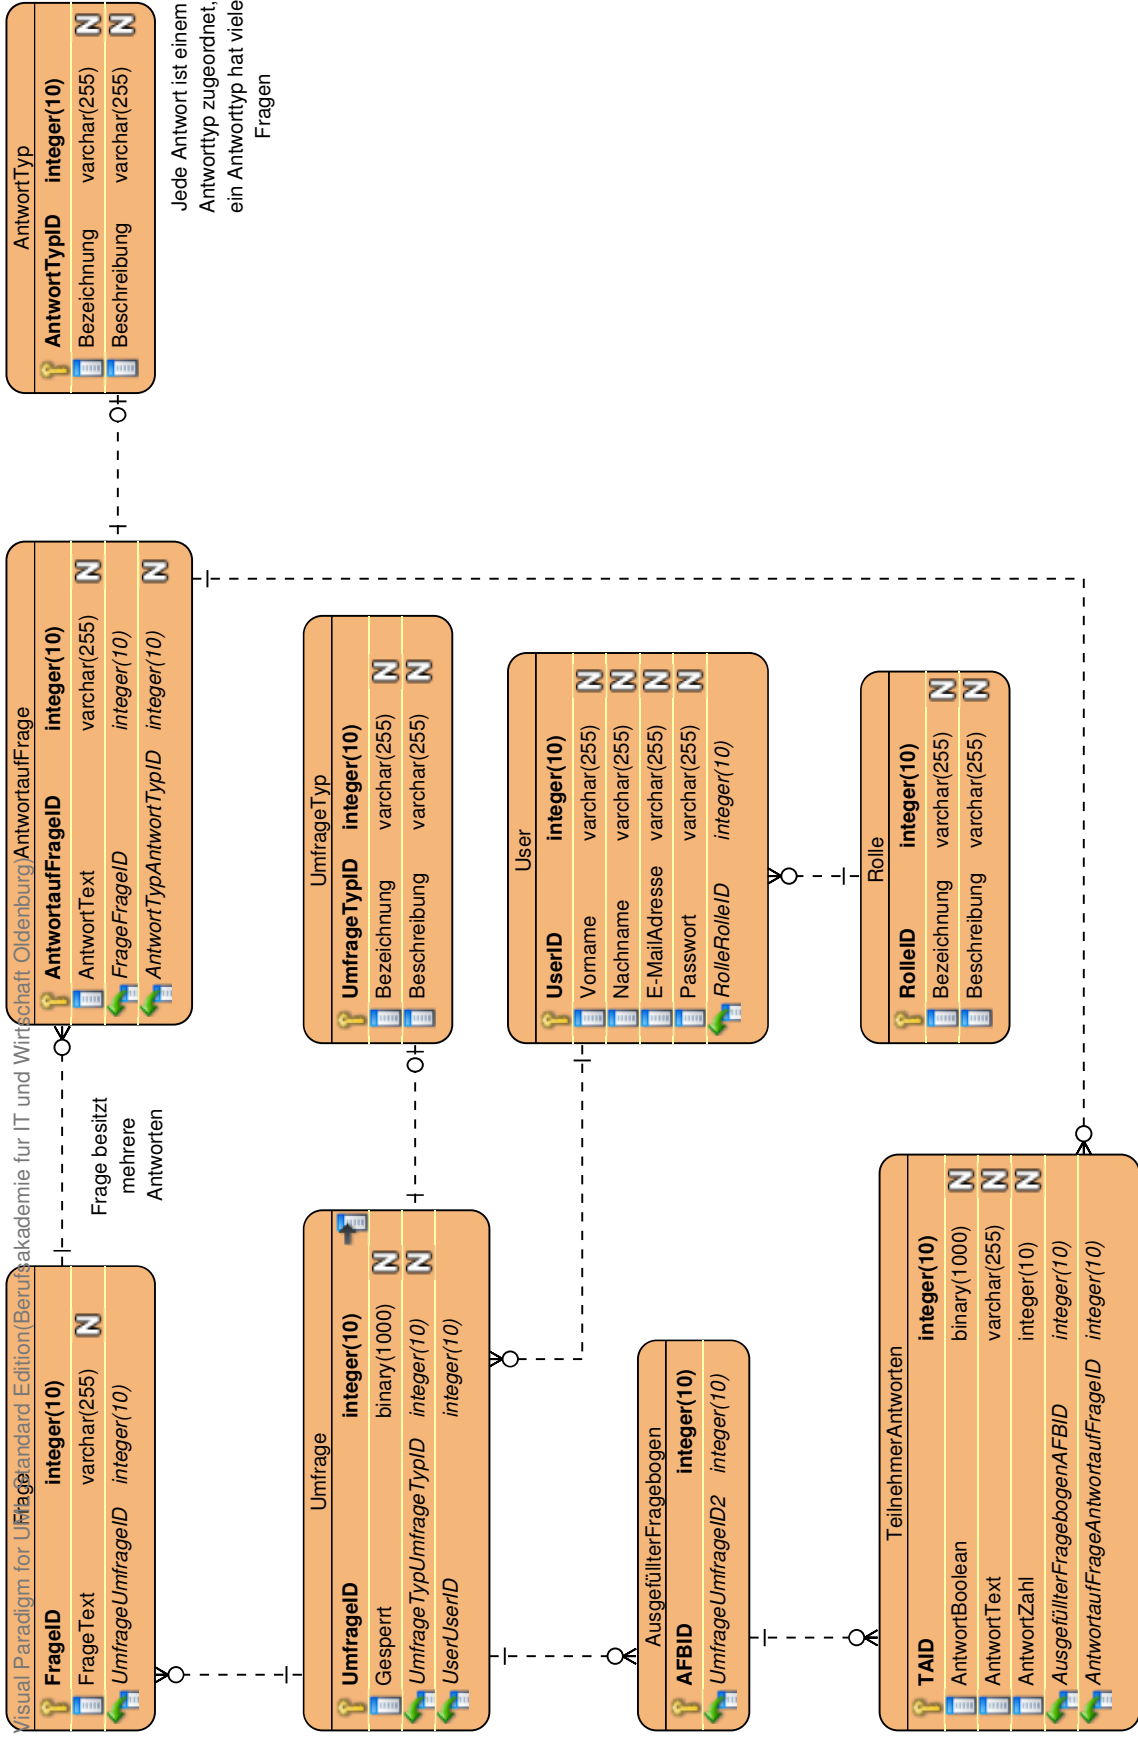 Visual Paradigm for UML Standard Edition(Berufsakademie fur IT und Wirtschaft Oldenburg)
Frage
FrageID integer(10)
FrageText varchar(255) N
UmfrageUmfrageID integer(10)
Frage besitzt
mehrere
Antworten
AntwortaufFrage
AntwortaufFrageID integer(10)
AntwortText varchar(255) N
FrageFrageID integer(10)
AntwortTypAntwortTypID integer(10) N
AntwortTyp
AntwortTypID integer(10)
Bezeichnung varchar(255) N
Beschreibung varchar(255) N
Jede Antwort ist einem
Antworttyp zugeordnet,
ein Antworttyp hat viele
Fragen
Umfrage
UmfrageID integer(10)
Gesperrt binary(1000) N
UmfrageTypUmfrageTypID integer(10) N
UserUserID integer(10)
UmfrageTyp
UmfrageTypID integer(10)
Bezeichnung varchar(255) N
Beschreibung varchar(255) N
User
UserID integer(10)
Vorname varchar(255) N
Nachname varchar(255) N
E-MailAdresse varchar(255) N
Passwort varchar(255) N
RolleRolleID integer(10)
AusgefüllterFragebogen
AFBID integer(10)
UmfrageUmfrageID2 integer(10)
Rolle
RolleID integer(10)
Bezeichnung varchar(255) N
Beschreibung varchar(255) N
TeilnehmerAntworten
TAID integer(10)
AntwortBoolean binary(1000) N
AntwortText varchar(255) N
AntwortZahl integer(10) N
AusgefüllterFragebogenAFBID integer(10)
AntwortaufFrageAntwortaufFrageID integer(10)